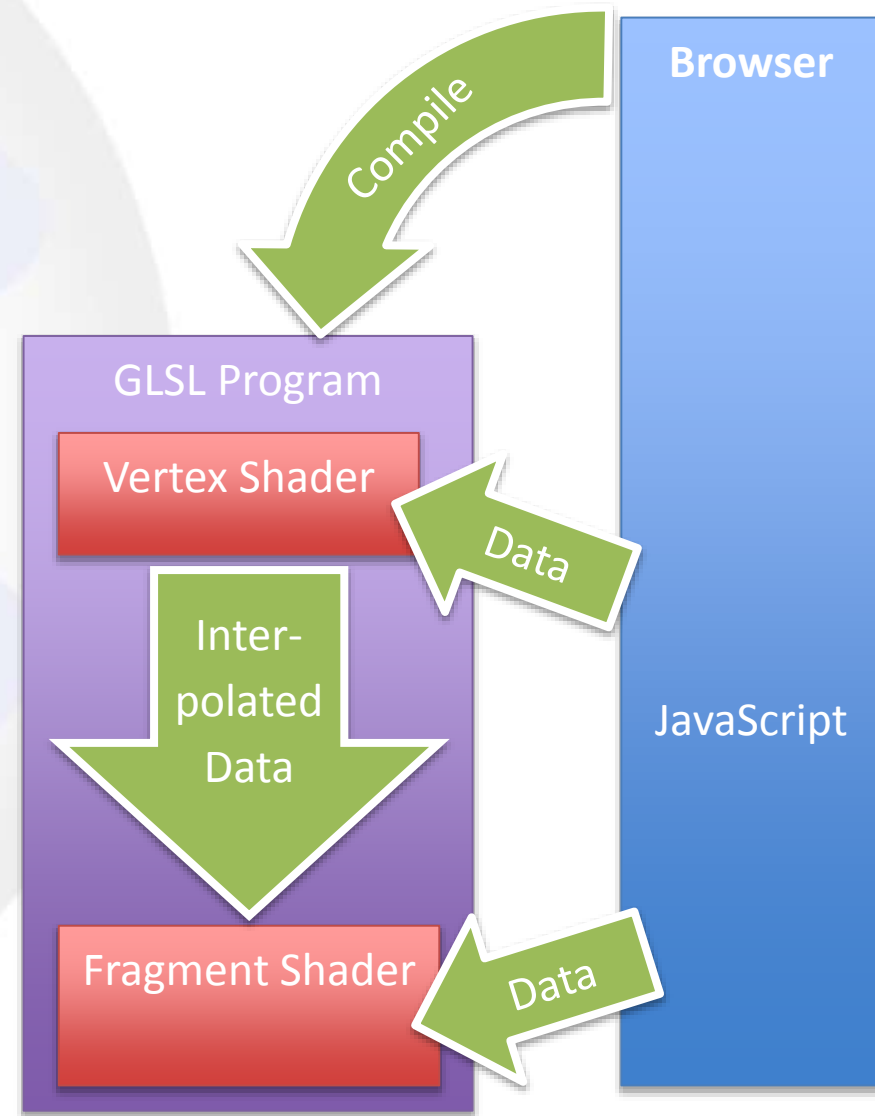 Browser
Compile
GLSL Program
Vertex Shader
Data
Inter-
polated
Data
JavaScript
Fragment Shader
Data